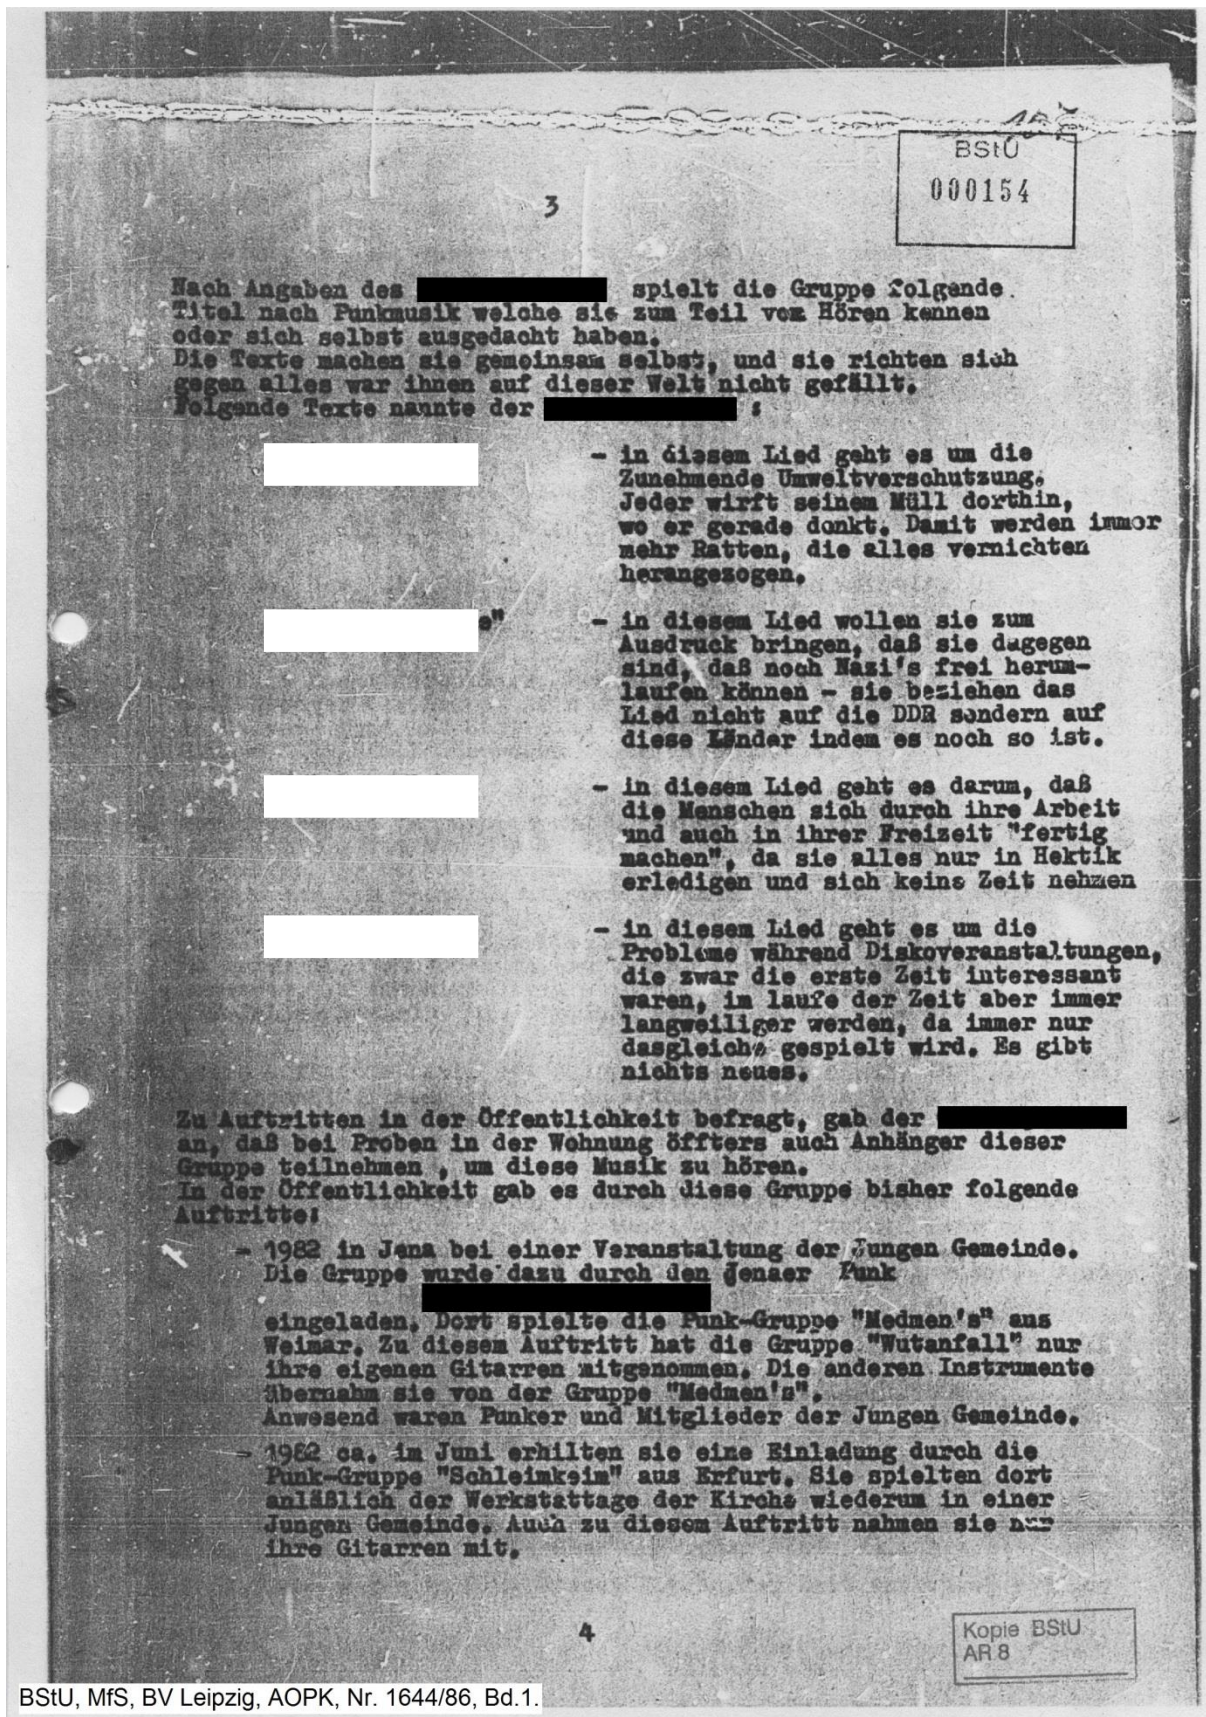 BStU
000154
3
Nach Angaben des spielt die Gruppe folgende
Titel nach Punkmusik welche sie zum Teil vom Hören kennen
oder sich selbst ausgedacht haben.
Die Texte machen sie gemeinsam selbst, und sie richten sich
gegen alles war ihnen auf dieser Welt nicht gefällt.
Folgende Texte nannte der :
- in diesem Lied geht es um die
Zunehmende Umweltverschutzung.
Jeder wirft seinem Müll dorthin,
wo er gerade denkt. Damit werden immer
mehr Ratten, die alles vernichten
herangezogen.
e" - in diesem Lied wollen sie zum
Ausdruck bringen, daß sie dagegen
sind, daß noch Nazi's frei herum-
laufen können - sie beziehen das
Lied nicht auf die DDR sondern auf
diese Länder indem es noch so ist.
- in diesem Lied geht es darum, daß
die Menschen sich durch ihre Arbeit
und auch in ihrer Freizeit "fertig
machen", da sie alles nur in Hektik
erledigen und sich keine Zeit nehmen
- in diesem Lied geht es um die
Probleme während Diskoveranstaltungen,
die zwar die erste Zeit interessant
waren, im laufe der Zeit aber immer
langweiliger werden, da immer nur
dasgleiche gespielt wird. Es gibt
nichts neues.
Zu Auftritten in der Öffentlichkeit befragt, gab der
an, daß bei Proben in der Wohnung öffters auch Anhänger dieser
Gruppe teilnehmen , um diese Musik zu hören.
In der Öffentlichkeit gab es durch diese Gruppe bisher folgende
Auftritte:
- 1982 in Jena bei einer Veranstaltung der Jungen Gemeinde.
Die Gruppe wurde dazu durch den Jenaer Punk
eingeladen. Dort spielte die Punk-Gruppe "Medmen's" aus
Weimar. Zu diesem Auftritt hat die Gruppe "Wutanfall" nur
ihre eigenen Gitarren mitgenommen. Die anderen Instrumente
übernahm sie von der Gruppe "Medmen's".
Anwesend waren Punker und Mitglieder der Jungen Gemeinde.
- 1982 ca. im Juni erhilten sie eine Einladung durch die
Punk-Gruppe "Schleimkeim" aus Erfurt. Sie spielten dort
anläßlich der Werkstattage der Kirche wiederum in einer
Jungen Gemeinde. Auch zu diesem Auftritt nahmen sie nur
ihre Gitarren mit.
4
Kopie BStU
AR 8
BStU, MfS, BV Leipzig, AOPK, Nr. 1644/86, Bd.1.